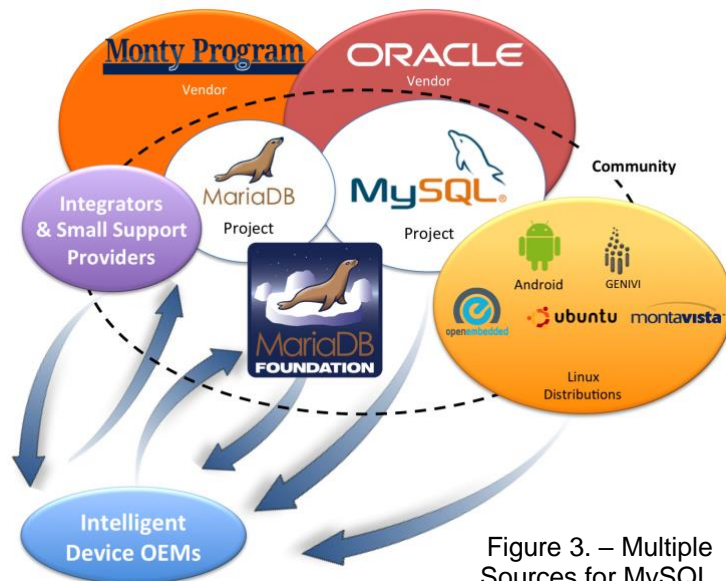 Monty Program
Vendor
ORACLE
Vendor
Community
MariaDB
Project
MySQL®
Project
Integrators
& Small Support
Providers
MariaDB
FOUNDATION
Android
GENIVI
openembedded
ubuntu
montavista
Linux
Distributions
Intelligent
Device OEMs
Figure 3. – Multiple
Sources for MySQL